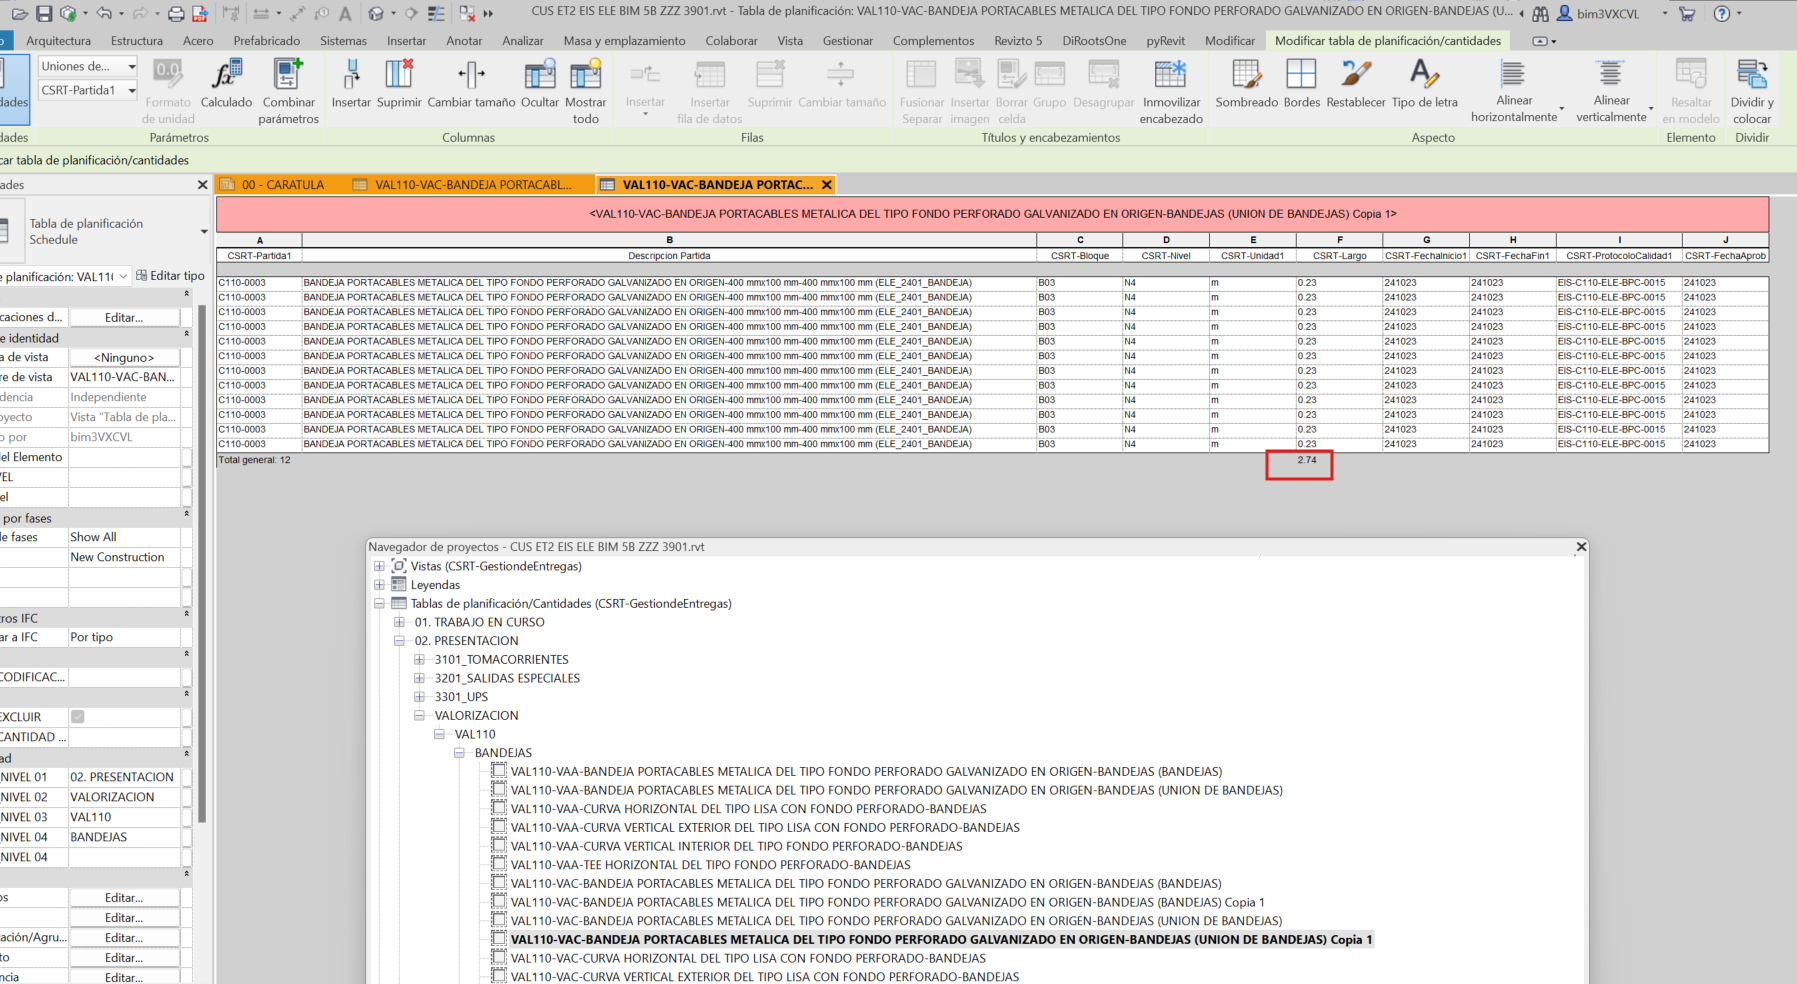 CUS ET2 EIS ELE BIM 5B ZZZ 3901.rvt - Tabla de planificación: VAL110-VAC-BANDEJA PORTACABLES METALICA DEL TIPO FONDO PERFORADO GALVANIZADO EN ORIGEN-BANDEJAS (U...
bim3VXCVL
Arquitectura Estructura Acero Prefabricado Sistemas Insertar Anotar Analizar Masa y emplazamiento Colaborar Vista Gestionar Complementos Revizto 5 DiRootsOne pyRevit Modificar Modificar tabla de planificación/cantidades
Uniones de...
CSRT-Partida1
dades
Formato de unidad
Calculado
Combinar parámetros
Insertar Suprimir Cambiar tamaño Ocultar Mostrar todo
Insertar
Insertar fila de datos
Suprimir Cambiar tamaño
Fusionar Separar
Insertar imagen
Borrar celda
Grupo Desagrupar
Inmovilizar encabezado
Sombreado Bordes Restablecer Tipo de letra
Alinear horizontalmente
Alinear verticalmente
Resaltar en modelo
Dividir y colocar
dades Parámetros Columnas Filas Títulos y encabezamientos Aspecto Elemento Dividir
car tabla de planificación/cantidades
ades
00 - CARATULA
VAL110-VAC-BANDEJA PORTACABL...
VAL110-VAC-BANDEJA PORTAC...
Tabla de planificación
Schedule
e planificación: VAL11( Editar tipo
caciones d... Editar...
e identidad
a de vista <Ninguno>
re de vista VAL110-VAC-BAN...
dencia Independiente
oyecto Vista "Tabla de pla...
o por bim3VXCVL
del Elemento
VEL
el
por fases
de fases Show All
New Construction
tros IFC
ar a IFC Por tipo
CODIFICAC...
EXCLUIR
CANTIDAD ...
ad
NIVEL 01 02. PRESENTACION
NIVEL 02 VALORIZACION
NIVEL 03 VAL110
NIVEL 04 BANDEJAS
NIVEL 04
os Editar...
Editar...
ación/Agru... Editar...
to Editar...
ncia Editar...
<VAL110-VAC-BANDEJA PORTACABLES METALICA DEL TIPO FONDO PERFORADO GALVANIZADO EN ORIGEN-BANDEJAS (UNION DE BANDEJAS) Copia 1>
A B C D E F G H I J
CSRT-Partida1 Descripcion Partida CSRT-Bloque CSRT-Nivel CSRT-Unidad1 CSRT-Largo CSRT-FechaInicio1 CSRT-FechaFin1 CSRT-ProtocoloCalidad1 CSRT-FechaAprob
C110-0003 BANDEJA PORTACABLES METALICA DEL TIPO FONDO PERFORADO GALVANIZADO EN ORIGEN-400 mmx100 mm-400 mmx100 mm (ELE_2401_BANDEJA) B03 N4 m 0.23 241023 241023 EIS-C110-ELE-BPC-0015 241023
C110-0003 BANDEJA PORTACABLES METALICA DEL TIPO FONDO PERFORADO GALVANIZADO EN ORIGEN-400 mmx100 mm-400 mmx100 mm (ELE_2401_BANDEJA) B03 N4 m 0.23 241023 241023 EIS-C110-ELE-BPC-0015 241023
C110-0003 BANDEJA PORTACABLES METALICA DEL TIPO FONDO PERFORADO GALVANIZADO EN ORIGEN-400 mmx100 mm-400 mmx100 mm (ELE_2401_BANDEJA) B03 N4 m 0.23 241023 241023 EIS-C110-ELE-BPC-0015 241023
C110-0003 BANDEJA PORTACABLES METALICA DEL TIPO FONDO PERFORADO GALVANIZADO EN ORIGEN-400 mmx100 mm-400 mmx100 mm (ELE_2401_BANDEJA) B03 N4 m 0.23 241023 241023 EIS-C110-ELE-BPC-0015 241023
C110-0003 BANDEJA PORTACABLES METALICA DEL TIPO FONDO PERFORADO GALVANIZADO EN ORIGEN-400 mmx100 mm-400 mmx100 mm (ELE_2401_BANDEJA) B03 N4 m 0.23 241023 241023 EIS-C110-ELE-BPC-0015 241023
C110-0003 BANDEJA PORTACABLES METALICA DEL TIPO FONDO PERFORADO GALVANIZADO EN ORIGEN-400 mmx100 mm-400 mmx100 mm (ELE_2401_BANDEJA) B03 N4 m 0.23 241023 241023 EIS-C110-ELE-BPC-0015 241023
C110-0003 BANDEJA PORTACABLES METALICA DEL TIPO FONDO PERFORADO GALVANIZADO EN ORIGEN-400 mmx100 mm-400 mmx100 mm (ELE_2401_BANDEJA) B03 N4 m 0.23 241023 241023 EIS-C110-ELE-BPC-0015 241023
C110-0003 BANDEJA PORTACABLES METALICA DEL TIPO FONDO PERFORADO GALVANIZADO EN ORIGEN-400 mmx100 mm-400 mmx100 mm (ELE_2401_BANDEJA) B03 N4 m 0.23 241023 241023 EIS-C110-ELE-BPC-0015 241023
C110-0003 BANDEJA PORTACABLES METALICA DEL TIPO FONDO PERFORADO GALVANIZADO EN ORIGEN-400 mmx100 mm-400 mmx100 mm (ELE_2401_BANDEJA) B03 N4 m 0.23 241023 241023 EIS-C110-ELE-BPC-0015 241023
C110-0003 BANDEJA PORTACABLES METALICA DEL TIPO FONDO PERFORADO GALVANIZADO EN ORIGEN-400 mmx100 mm-400 mmx100 mm (ELE_2401_BANDEJA) B03 N4 m 0.23 241023 241023 EIS-C110-ELE-BPC-0015 241023
C110-0003 BANDEJA PORTACABLES METALICA DEL TIPO FONDO PERFORADO GALVANIZADO EN ORIGEN-400 mmx100 mm-400 mmx100 mm (ELE_2401_BANDEJA) B03 N4 m 0.23 241023 241023 EIS-C110-ELE-BPC-0015 241023
C110-0003 BANDEJA PORTACABLES METALICA DEL TIPO FONDO PERFORADO GALVANIZADO EN ORIGEN-400 mmx100 mm-400 mmx100 mm (ELE_2401_BANDEJA) B03 N4 m 0.23 241023 241023 EIS-C110-ELE-BPC-0015 241023
Total general: 12 2.74
Navegador de proyectos - CUS ET2 EIS ELE BIM 5B ZZZ 3901.rvt
Vistas (CSRT-GestiondeEntregas)
Leyendas
Tablas de planificación/Cantidades (CSRT-GestiondeEntregas)
01. TRABAJO EN CURSO
02. PRESENTACION
3101_TOMACORRIENTES
3201_SALIDAS ESPECIALES
3301_UPS
VALORIZACION
VAL110
BANDEJAS
VAL110-VAA-BANDEJA PORTACABLES METALICA DEL TIPO FONDO PERFORADO GALVANIZADO EN ORIGEN-BANDEJAS (BANDEJAS)
VAL110-VAA-BANDEJA PORTACABLES METALICA DEL TIPO FONDO PERFORADO GALVANIZADO EN ORIGEN-BANDEJAS (UNION DE BANDEJAS)
VAL110-VAA-CURVA HORIZONTAL DEL TIPO LISA CON FONDO PERFORADO-BANDEJAS
VAL110-VAA-CURVA VERTICAL EXTERIOR DEL TIPO LISA CON FONDO PERFORADO-BANDEJAS
VAL110-VAA-CURVA VERTICAL INTERIOR DEL TIPO LISA CON FONDO PERFORADO-BANDEJAS
VAL110-VAA-TEE HORIZONTAL DEL TIPO FONDO PERFORADO-BANDEJAS
VAL110-VAC-BANDEJA PORTACABLES METALICA DEL TIPO FONDO PERFORADO GALVANIZADO EN ORIGEN-BANDEJAS (BANDEJAS)
VAL110-VAC-BANDEJA PORTACABLES METALICA DEL TIPO FONDO PERFORADO GALVANIZADO EN ORIGEN-BANDEJAS (BANDEJAS) Copia 1
VAL110-VAC-BANDEJA PORTACABLES METALICA DEL TIPO FONDO PERFORADO GALVANIZADO EN ORIGEN-BANDEJAS (UNION DE BANDEJAS)
VAL110-VAC-BANDEJA PORTACABLES METALICA DEL TIPO FONDO PERFORADO GALVANIZADO EN ORIGEN-BANDEJAS (UNION DE BANDEJAS) Copia 1
VAL110-VAC-CURVA HORIZONTAL DEL TIPO LISA CON FONDO PERFORADO-BANDEJAS
VAL110-VAC-CURVA VERTICAL EXTERIOR DEL TIPO LISA CON FONDO PERFORADO-BANDEJAS